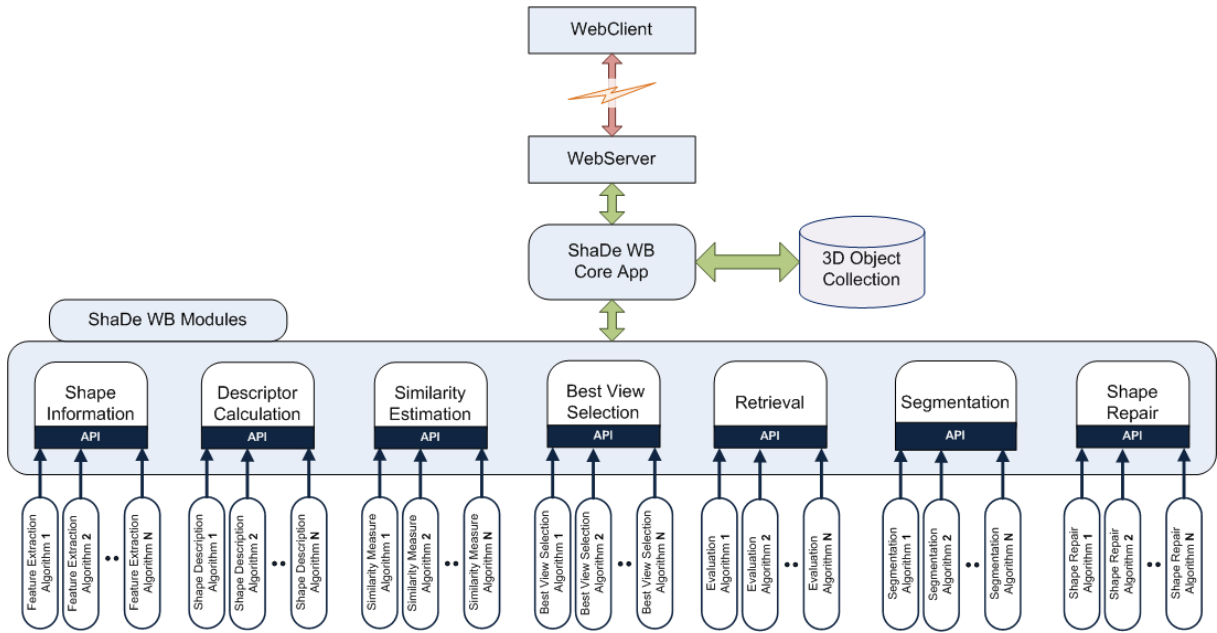 WebClient
WebServer
ShaDe WB
Core App
3D Object
Collection
ShaDe WB Modules
Shape
Information
API
Descriptor
Calculation
API
Similarity
Estimation
API
Best View
Selection
API
Retrieval
API
Segmentation
API
Shape
Repair
API
Feature Extraction
Algorithm 1
Feature Extraction
Algorithm 2
Feature Extraction
Algorithm N
Shape Description
Algorithm 1
Shape Description
Algorithm 2
Shape Description
Algorithm N
Similarity Measure
Algorithm 1
Similarity Measure
Algorithm 2
Similarity Measure
Algorithm N
Best View Selection
Algorithm 1
Best View Selection
Algorithm 2
Best View Selection
Algorithm N
Evaluation
Algorithm 1
Evaluation
Algorithm 2
Evaluation
Algorithm N
Segmentation
Algorithm 1
Segmentation
Algorithm 2
Segmentation
Algorithm N
Shape Repair
Algorithm 1
Shape Repair
Algorithm 2
Shape Repair
Algorithm N